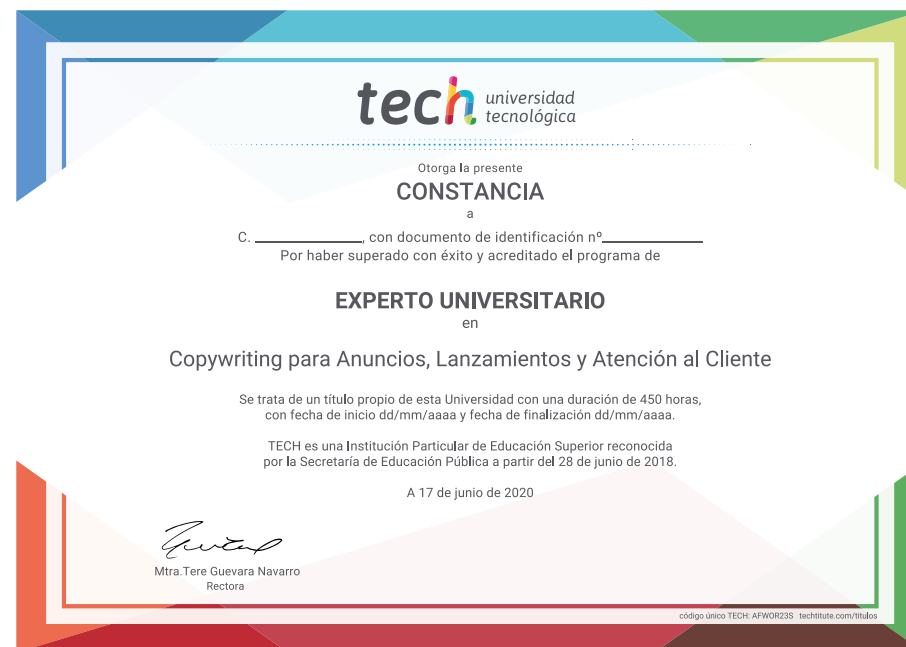 tech universidad
tecnológica
Otorga la presente
CONSTANCIA
a
C. ______________, con documento de identificación nº_____________
Por haber superado con éxito y acreditado el programa de
EXPERTO UNIVERSITARIO
en
Copywriting para Anuncios, Lanzamientos y Atención al Cliente
Se trata de un título propio de esta Universidad con una duración de 450 horas,
con fecha de inicio dd/mm/aaaa y fecha de finalización dd/mm/aaaa.
TECH es una Institución Particular de Educación Superior reconocida
por la Secretaría de Educación Pública a partir del 28 de junio de 2018.
A 17 de junio de 2020
Mtra.Tere Guevara Navarro
Rectora
código único TECH: AFWOR23S techtitute.com/titulos